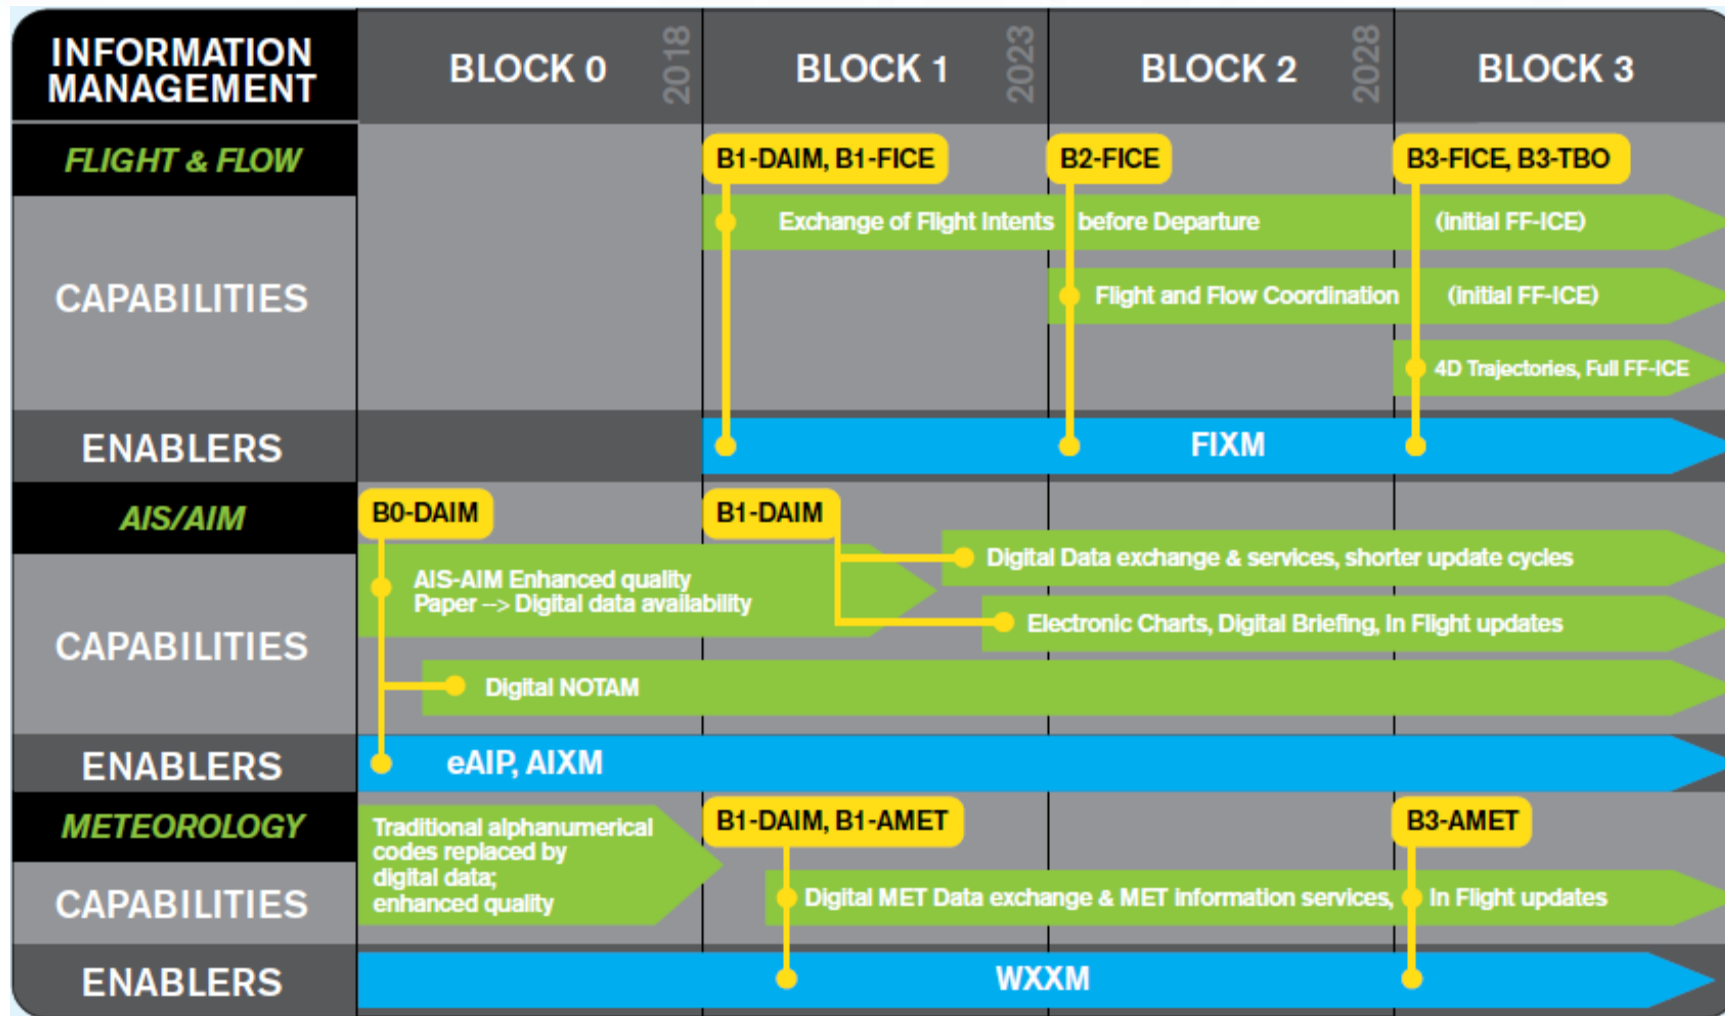 INFORMATION
MANAGEMENT
BLOCK 0
2018
BLOCK 1
2023
BLOCK 2
2028
BLOCK 3
FLIGHT & FLOW
B1-DAIM, B1-FICE
B2-FICE
B3-FICE, B3-TBO
CAPABILITIES
Exchange of Flight Intents before Departure (initial FF-ICE)
Flight and Flow Coordination (initial FF-ICE)
4D Trajectories, Full FF-ICE
ENABLERS
FIXM
AIS/AIM
B0-DAIM
B1-DAIM
CAPABILITIES
AIS-AIM Enhanced quality
Paper --> Digital data availability
Digital Data exchange & services, shorter update cycles
Electronic Charts, Digital Briefing, In Flight updates
Digital NOTAM
ENABLERS
eAIP, AIXM
METEOROLOGY
B1-DAIM, B1-AMET
B3-AMET
CAPABILITIES
Traditional alphanumerical
codes replaced by
digital data;
enhanced quality
Digital MET Data exchange & MET information services, In Flight updates
ENABLERS
WXXM